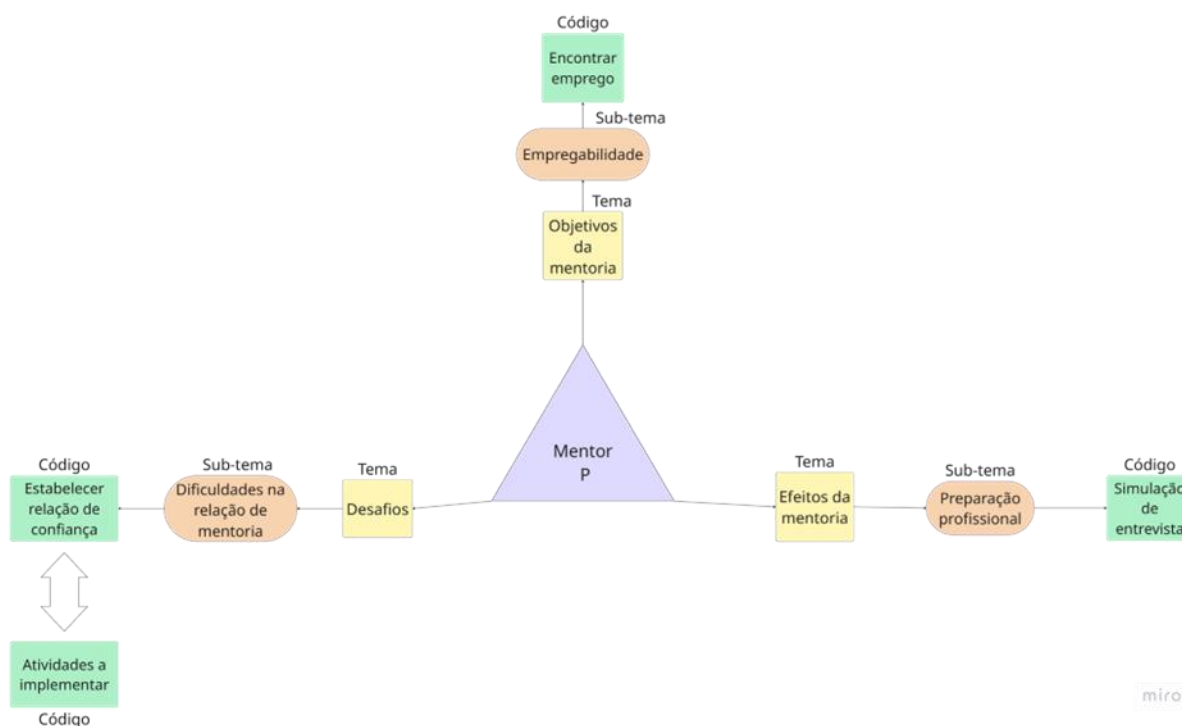 Código
Encontrar
emprego
Sub-tema
Empregabilidade
Tema
Objetivos
da
mentoria
Mentor
P
Código
Estabelecer
relação de
confiança
Sub-tema
Dificuldades na
relação de
mentoria
Tema
Desafios
Tema
Efeitos da
mentoria
Sub-tema
Preparação
profissional
Código
Simulação
de
entrevista
Atividades a
implementar
Código
miro